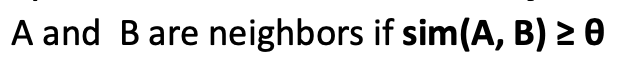 A and B are neighbors if sim(A, B) ≥ θ